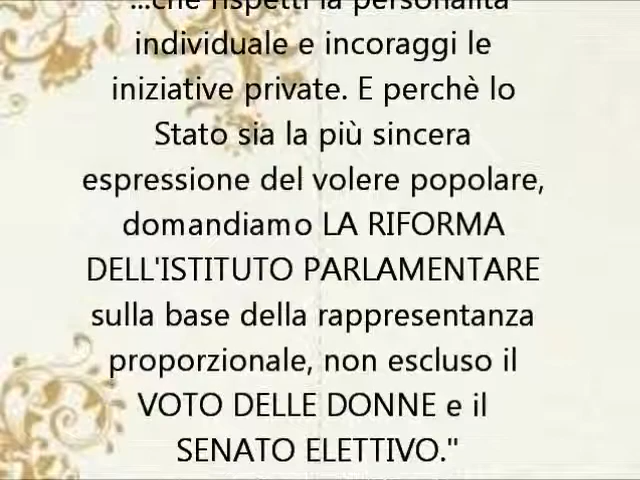 ...che rispetti la personalità
individuale e incoraggi le
iniziative private. E perchè lo
Stato sia la più sincera
espressione del volere popolare,
domandiamo LA RIFORMA
DELL'ISTITUTO PARLAMENTARE
sulla base della rappresentanza
proporzionale, non escluso il
VOTO DELLE DONNE e il
SENATO ELETTIVO."